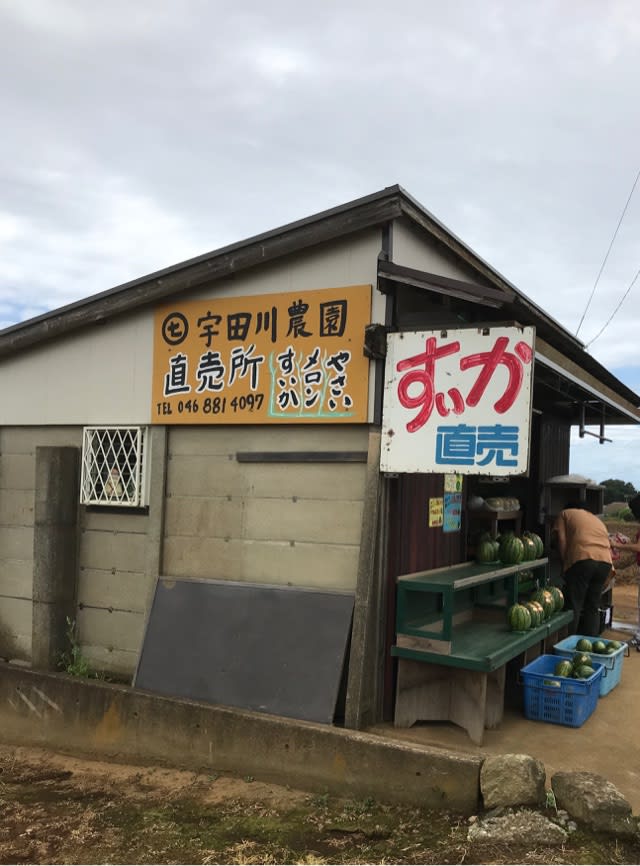 ㊆宇田川農園
直売所
やさい
メロン
すいか
TEL 046 881 4097
すいか
直売